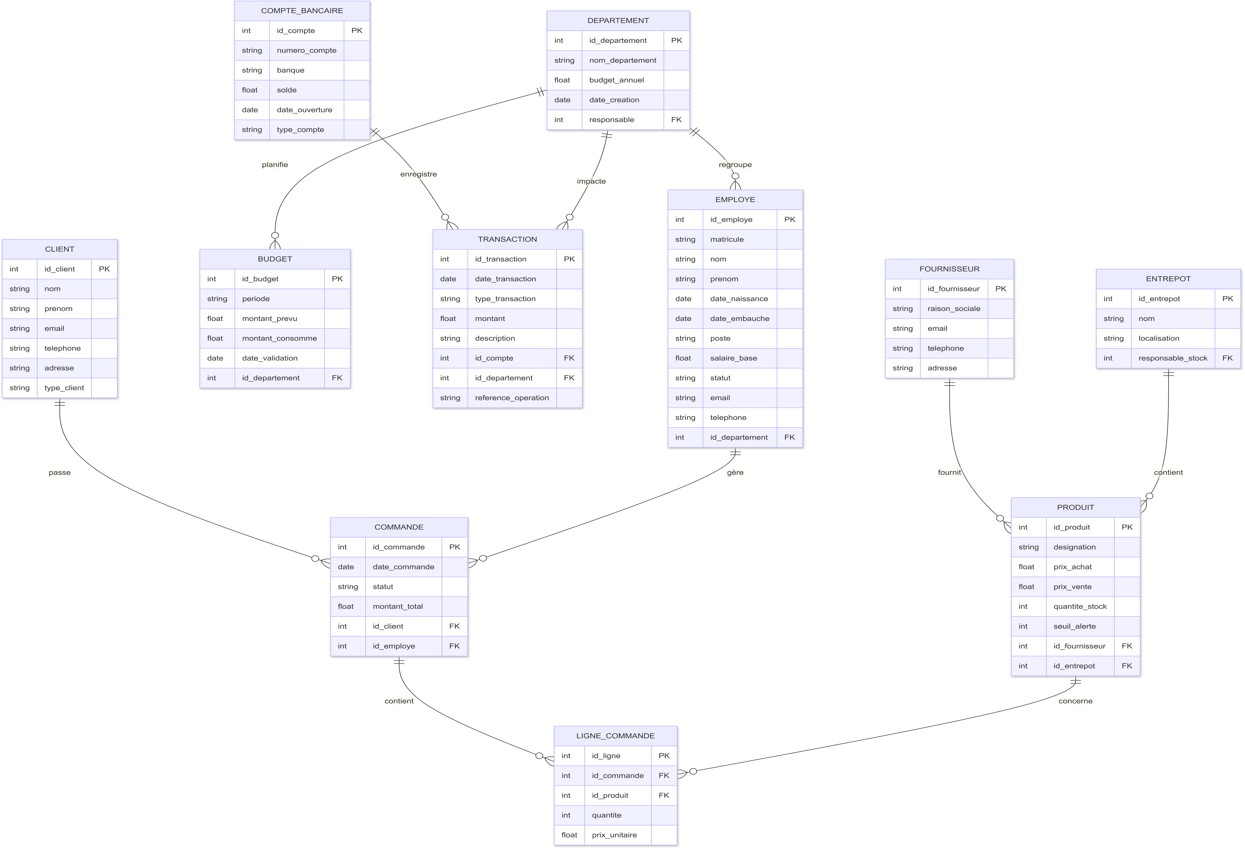 COMPTE_BANCAIRE
int id_compte PK
string numero_compte
string banque
float solde
date date_ouverture
string type_compte
DEPARTEMENT
int id_departement PK
string nom_departement
float budget_annuel
date date_creation
int responsable FK
planifie
enregistre
impacte
regroupe
CLIENT
int id_client PK
string nom
string prenom
string email
string telephone
string adresse
string type_client
BUDGET
int id_budget PK
string periode
float montant_prevu
float montant_consomme
date date_validation
int id_departement FK
TRANSACTION
int id_transaction PK
date date_transaction
string type_transaction
float montant
string description
int id_compte FK
int id_departement FK
string reference_operation
EMPLOYE
int id_employe PK
string matricule
string nom
string prenom
date date_naissance
date date_embauche
string poste
float salaire_base
string statut
string email
string telephone
int id_departement FK
FOURNISSEUR
int id_fournisseur PK
string raison_sociale
string email
string telephone
string adresse
ENTREPOT
int id_entrepot PK
string nom
string localisation
int responsable_stock FK
passe
gère
fournit
contient
COMMANDE
int id_commande PK
date date_commande
string statut
float montant_total
int id_client FK
int id_employe FK
PRODUIT
int id_produit PK
string designation
float prix_achat
float prix_vente
int quantite_stock
int seuil_alerte
int id_fournisseur FK
int id_entrepot FK
contient
concerne
LIGNE_COMMANDE
int id_ligne PK
int id_commande FK
int id_produit FK
int quantite
float prix_unitaire